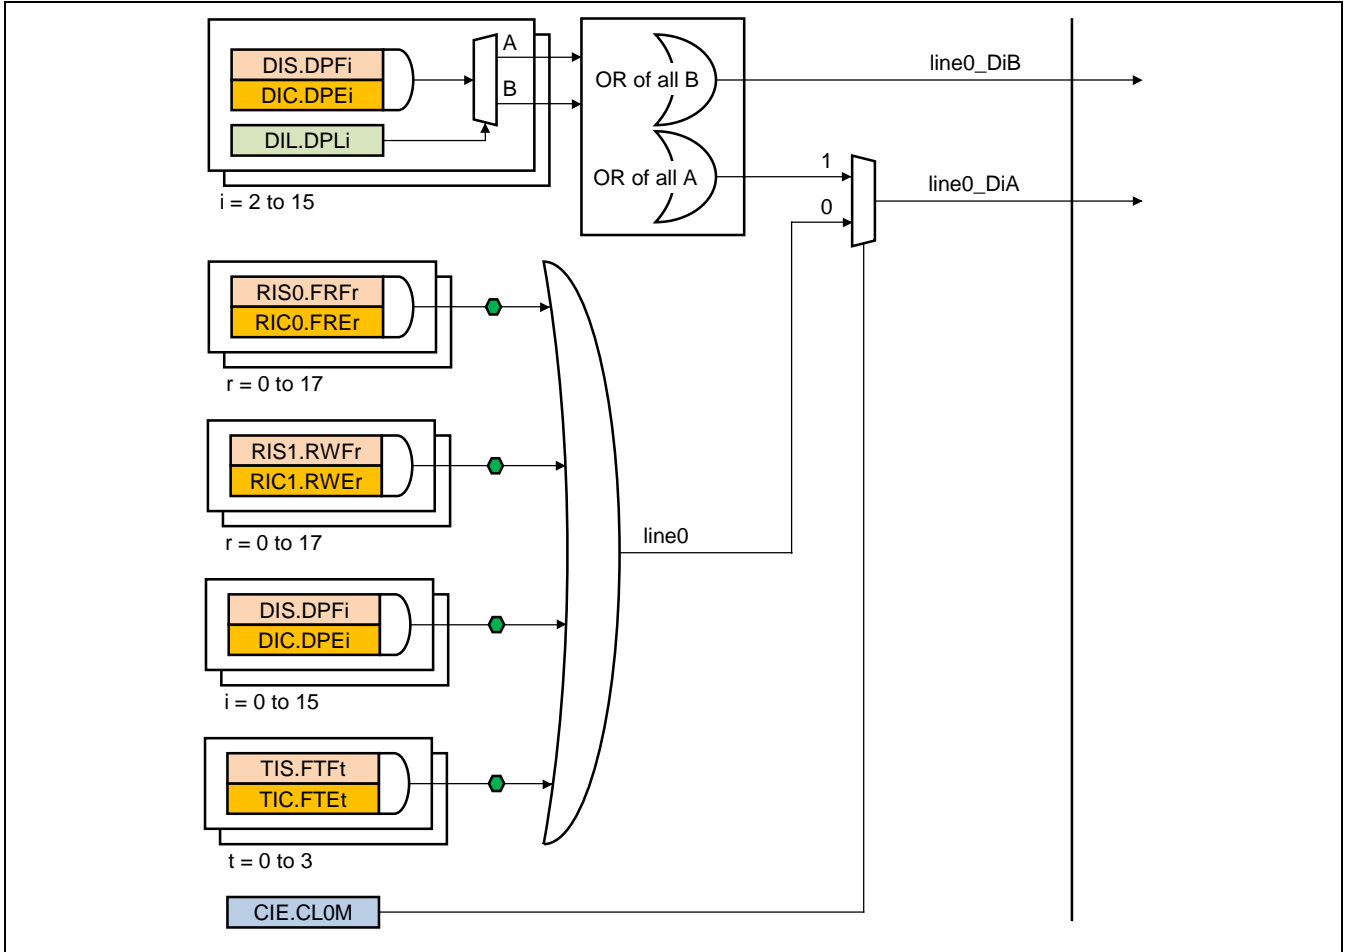 DIS.DPFi
DIC.DPEi
DIL.DPLi
i = 2 to 15
A
B
OR of all B
OR of all A
line0_DiB
1
0
line0_DiA
RIS0.FRFr
RIC0.FREr
r = 0 to 17
RIS1.RWFr
RIC1.RWEr
r = 0 to 17
line0
DIS.DPFi
DIC.DPEi
i = 0 to 15
TIS.FTFt
TIC.FTEt
t = 0 to 3
CIE.CL0M